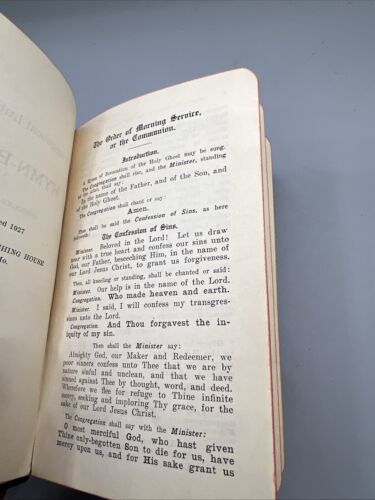 HYMN-B
ed 1927
SHING HOUSE
Mo.
The Order of Morning Service,
or the Communion.
Introduction.
A Hymn of Invocation of the Holy Ghost may be sung.
The Congregation shall rise, and the Minister, standing
at the altar, shall say:
In the name of the Father, and of the Son, and
of the Holy Ghost.
The Congregation shall chant or say:
Amen.
Then shall be said the Confession of Sins, as here
follows:
The Confession of Sins.
Minister. Beloved in the Lord! Let us draw
near with a true heart and confess our sins unto
God, our Father, beseeching Him, in the name of
our Lord Jesus Christ, to grant us forgiveness.
Then, all kneeling or standing, shall be chanted or said:
Minister. Our help is in the name of the Lord.
Congregation. Who made heaven and earth.
Minister. I said, I will confess my transgres-
sions unto the Lord.
Congregation. And Thou forgavest the in-
iquity of my sin.
Then shall the Minister say:
Almighty God, our Maker and Redeemer, we
poor sinners confess unto Thee that we are by
nature sinful and unclean, and that we have
sinned against Thee by thought, word, and deed.
Wherefore we flee for refuge to Thine infinite
mercy, seeking and imploring Thy grace, for the
sake of our Lord Jesus Christ.
The Congregation shall say with the Minister:
O most merciful God, who hast given
Thine only-begotten Son to die for us, have
mercy upon us, and for His sake grant us